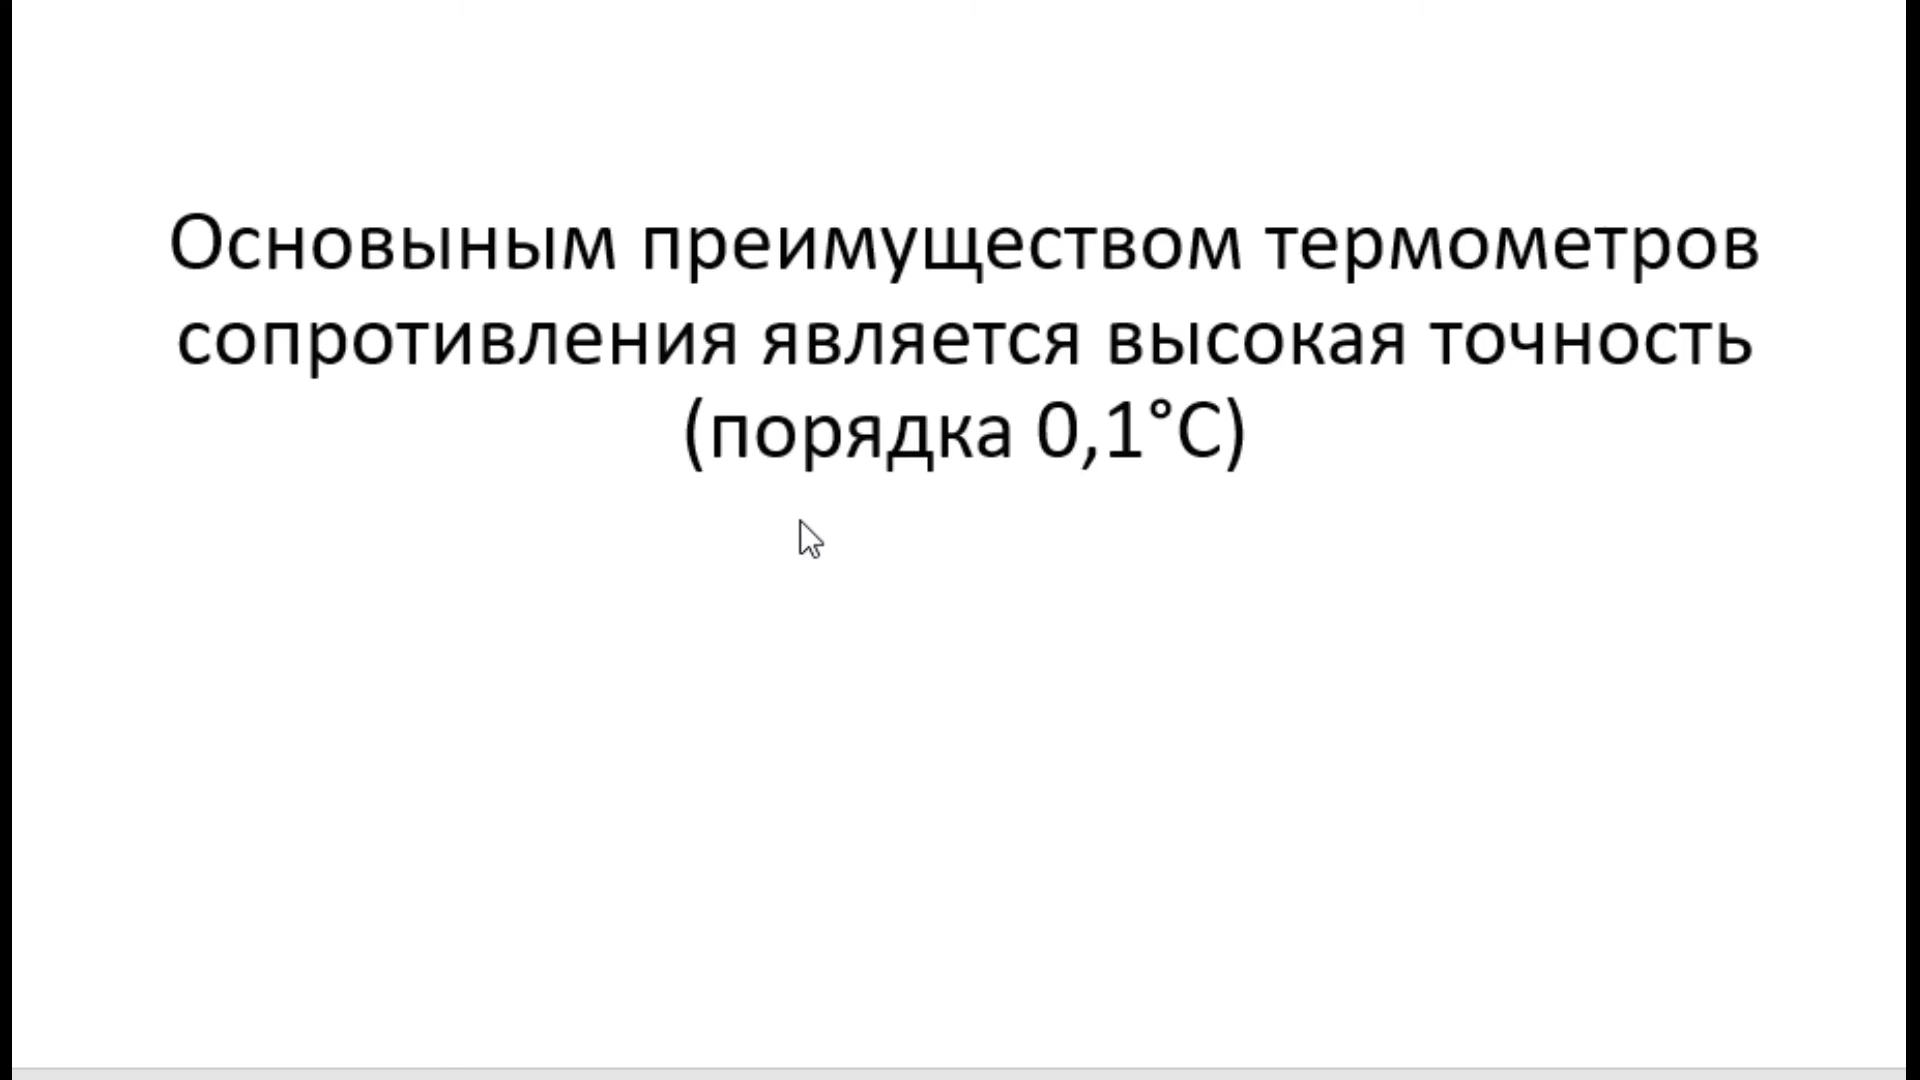 Основыным преимуществом термометров
сопротивления является высокая точность
(порядка 0,1°С)